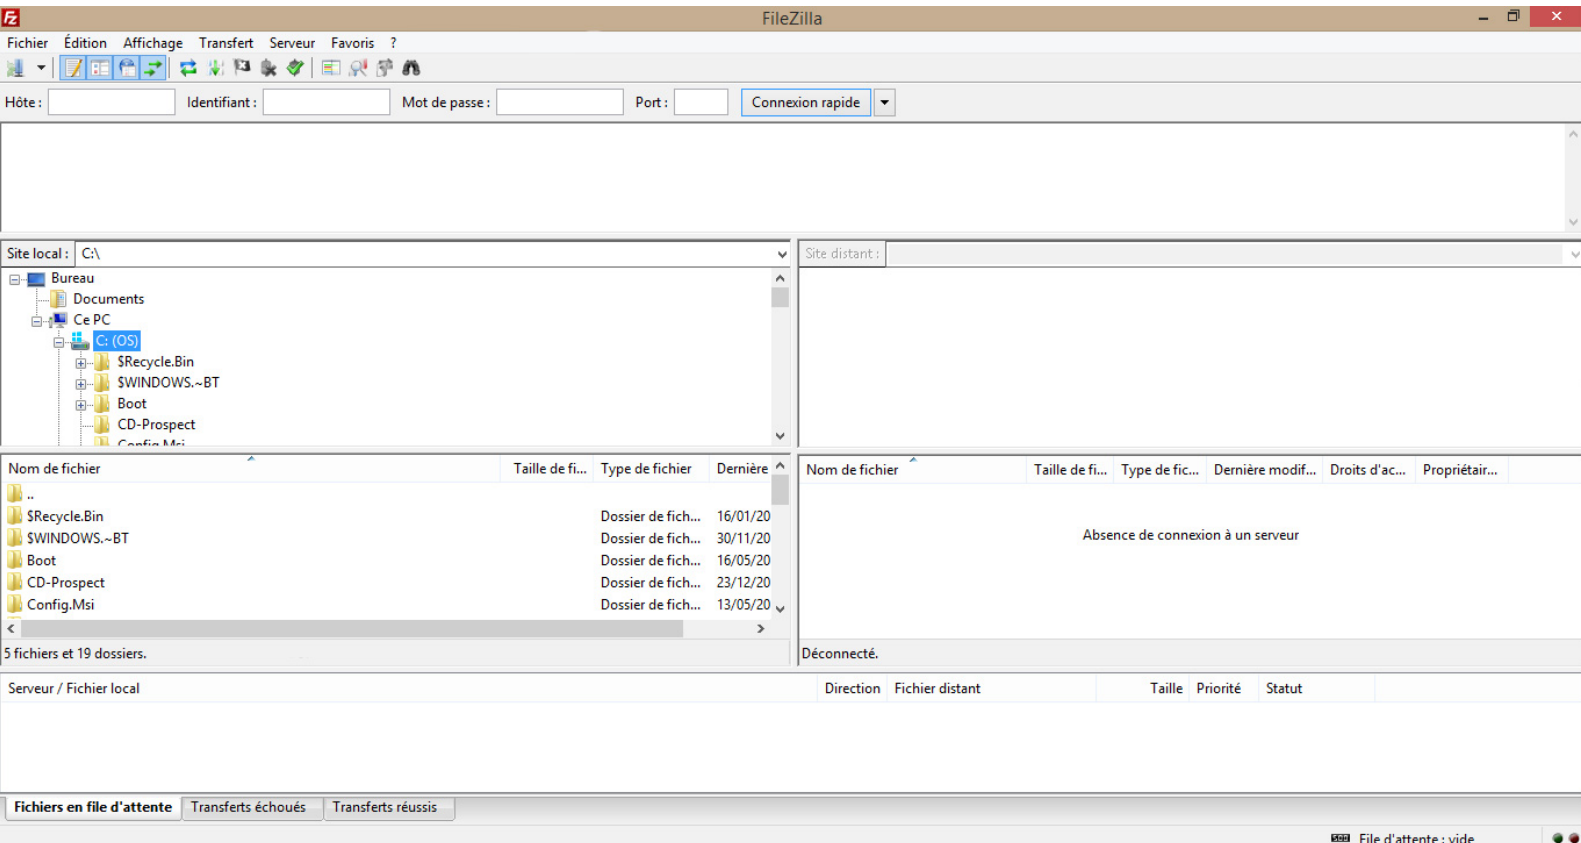 Fz
FileZilla
Fichier Édition Affichage Transfert Serveur Favoris ?
Hôte : Identifiant : Mot de passe : Port : Connexion rapide
Site local : C:\
Site distant :
Bureau
Documents
Ce PC
C: (OS)
$Recycle.Bin
$WINDOWS.~BT
Boot
CD-Prospect
Config.Msi
Nom de fichier Taille de fi... Type de fichier Dernière
..
$Recycle.Bin Dossier de fich... 16/01/20
$WINDOWS.~BT Dossier de fich... 30/11/20
Boot Dossier de fich... 16/05/20
CD-Prospect Dossier de fich... 23/12/20
Config.Msi Dossier de fich... 13/05/20
5 fichiers et 19 dossiers.
Nom de fichier Taille de fi... Type de fic... Dernière modif... Droits d'ac... Propriétair...
Absence de connexion à un serveur
Déconnecté.
Serveur / Fichier local Direction Fichier distant Taille Priorité Statut
Fichiers en file d'attente Transferts échoués Transferts réussis
File d'attente : vide